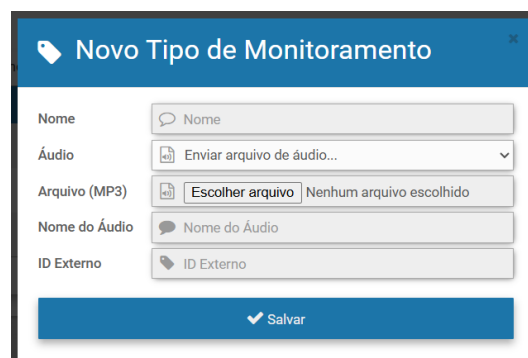 Novo Tipo de Monitoramento
Nome Nome
Áudio Enviar arquivo de áudio...
Arquivo (MP3) Escolher arquivo Nenhum arquivo escolhido
Nome do Áudio Nome do Áudio
ID Externo ID Externo
Salvar